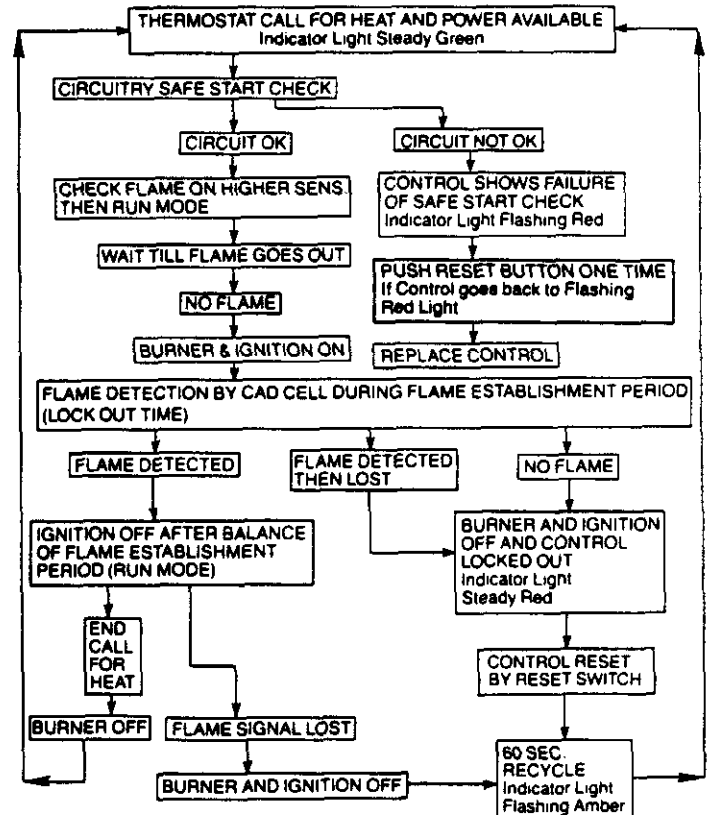 THERMOSTAT CALL FOR HEAT AND POWER AVAILABLE
Indicator Light Steady Green
CIRCUITRY SAFE START CHECK
CIRCUIT OK
CIRCUIT NOT OK
CHECK FLAME ON HIGHER SENS.
THEN RUN MODE
CONTROL SHOWS FAILURE
OF SAFE START CHECK
Indicator Light Flashing Red
WAIT TILL FLAME GOES OUT
PUSH RESET BUTTON ONE TIME
If Control goes back to Flashing
Red Light
NO FLAME
BURNER & IGNITION ON
REPLACE CONTROL
FLAME DETECTION BY CAD CELL DURING FLAME ESTABLISHMENT PERIOD
(LOCK OUT TIME)
FLAME DETECTED
FLAME DETECTED
THEN LOST
NO FLAME
IGNITION OFF AFTER BALANCE
OF FLAME ESTABLISHMENT
PERIOD (RUN MODE)
BURNER AND IGNITION
OFF AND CONTROL
LOCKED OUT
Indicator Light
Steady Red
END
CALL
FOR
HEAT
CONTROL RESET
BY RESET SWITCH
BURNER OFF
FLAME SIGNAL LOST
BURNER AND IGNITION OFF
60 SEC.
RECYCLE
Indicator Light
Flashing Amber